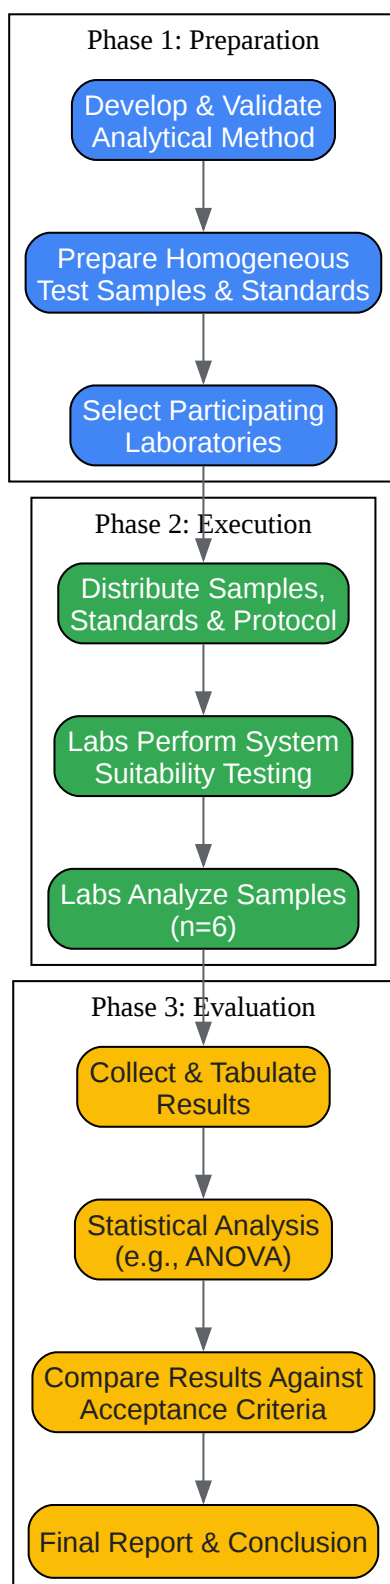 Phase 1: Preparation
Develop & Validate
Analytical Method
Prepare Homogeneous
Test Samples & Standards
Select Participating
Laboratories
Phase 2: Execution
Distribute Samples,
Standards & Protocol
Labs Perform System
Suitability Testing
Labs Analyze Samples
(n=6)
Phase 3: Evaluation
Collect & Tabulate
Results
Statistical Analysis
(e.g., ANOVA)
Compare Results Against
Acceptance Criteria
Final Report & Conclusion